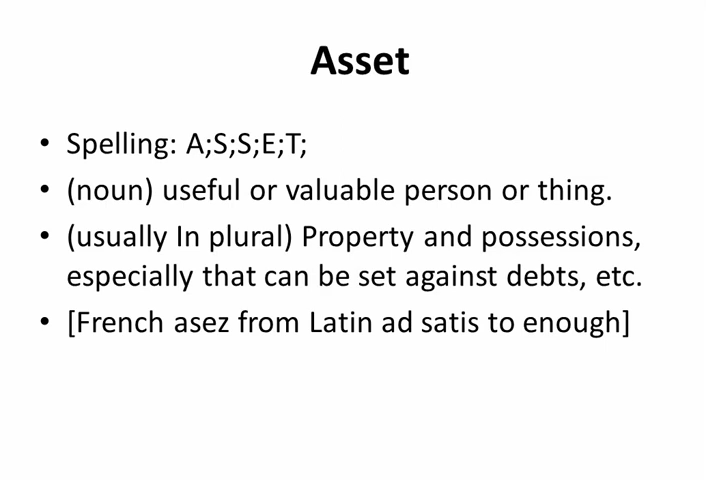 Asset
• Spelling: A;S;S;E;T;
• (noun) useful or valuable person or thing.
• (usually In plural) Property and possessions,
especially that can be set against debts, etc.
• [French asez from Latin ad satis to enough]